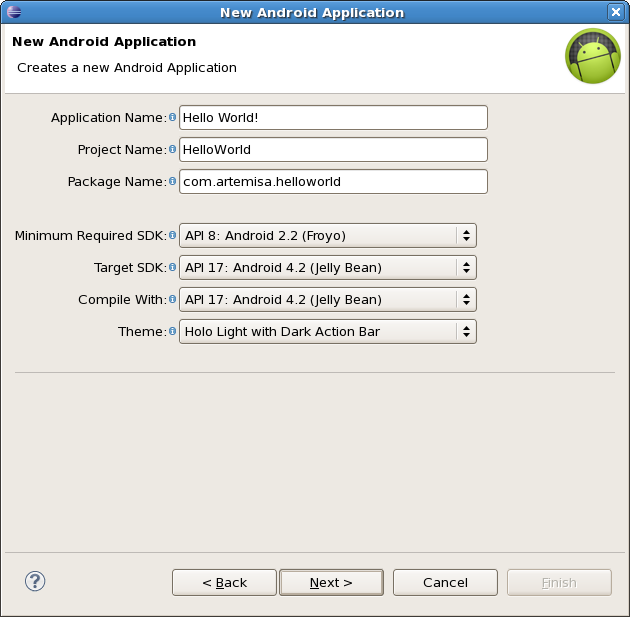 New Android Application
New Android Application
Creates a new Android Application
Application Name: Hello World!
Project Name: HelloWorld
Package Name: com.artemisa.helloworld
Minimum Required SDK: API 8: Android 2.2 (Froyo)
Target SDK: API 17: Android 4.2 (Jelly Bean)
Compile With: API 17: Android 4.2 (Jelly Bean)
Theme: Holo Light with Dark Action Bar
? < Back Next > Cancel Finish